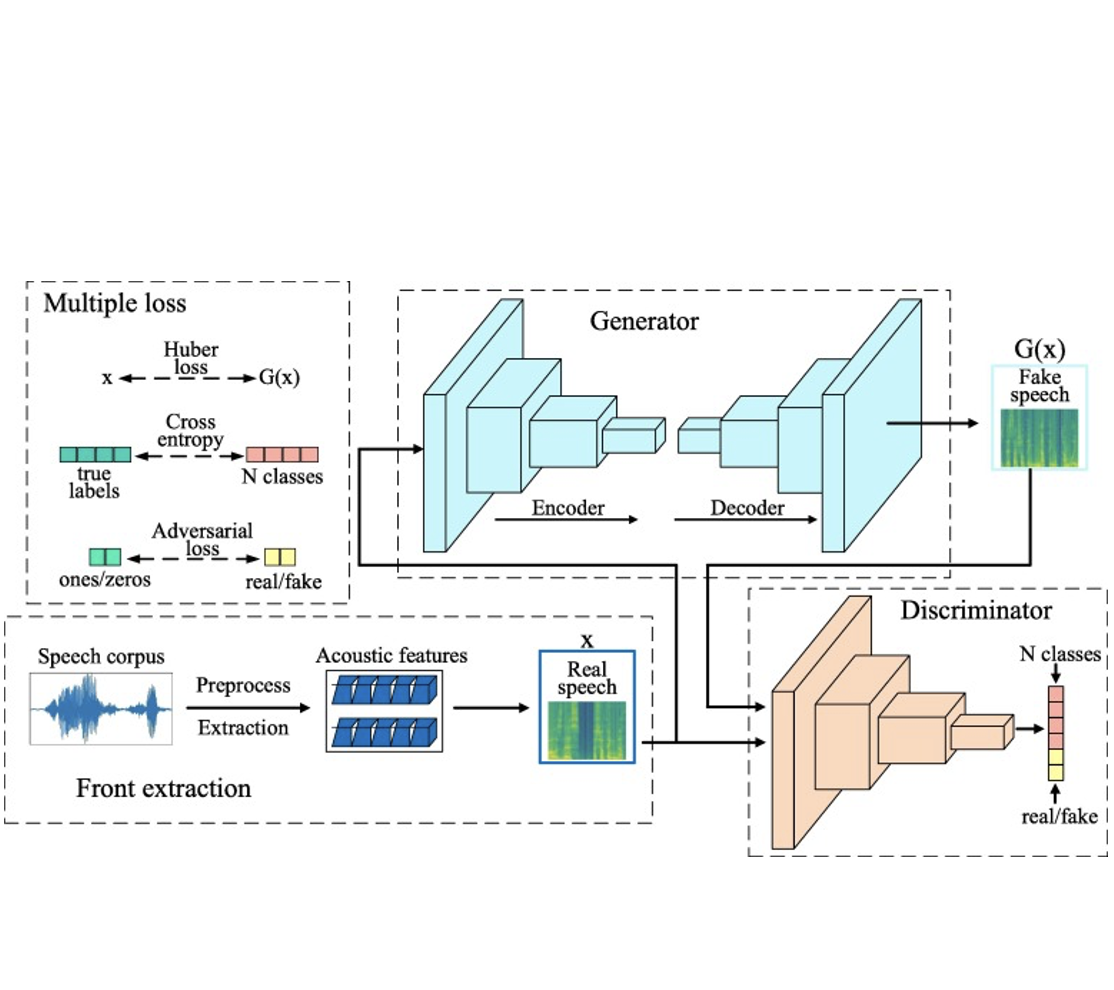 Multiple loss
Huber
loss
x
G(x)
Cross
entropy
true
labels
N classes
Adversarial
loss
ones/zeros
real/fake
Generator
Encoder
Decoder
G(x)
Fake
speech
Speech corpus
Preprocess
Extraction
Acoustic features
x
Real
speech
Front extraction
Discriminator
N classes
real/fake